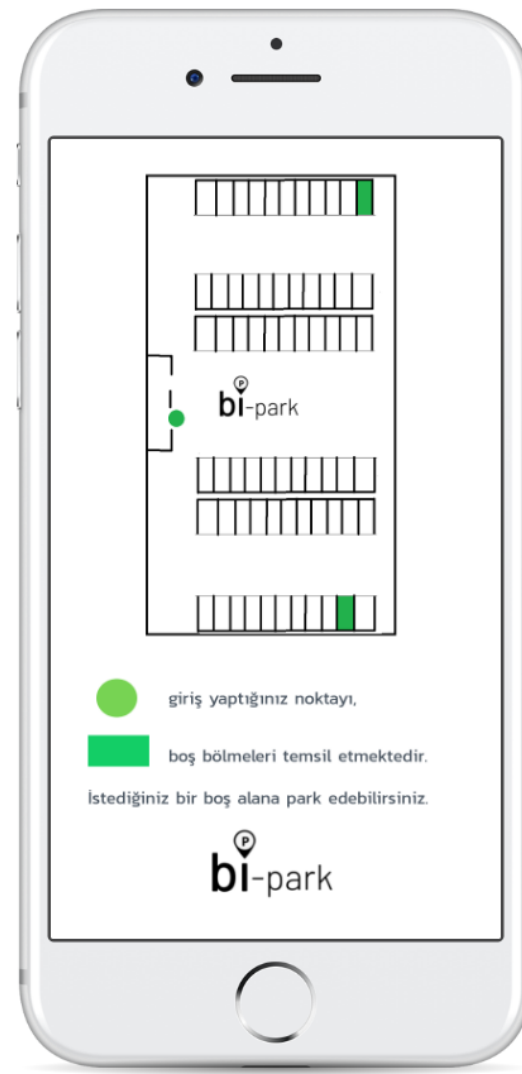 P
bi-park
giriş yaptığınız noktayı,
boş bölmeleri temsil etmektedir.
İstediğiniz bir boş alana park edebilirsiniz.
P
bi-park